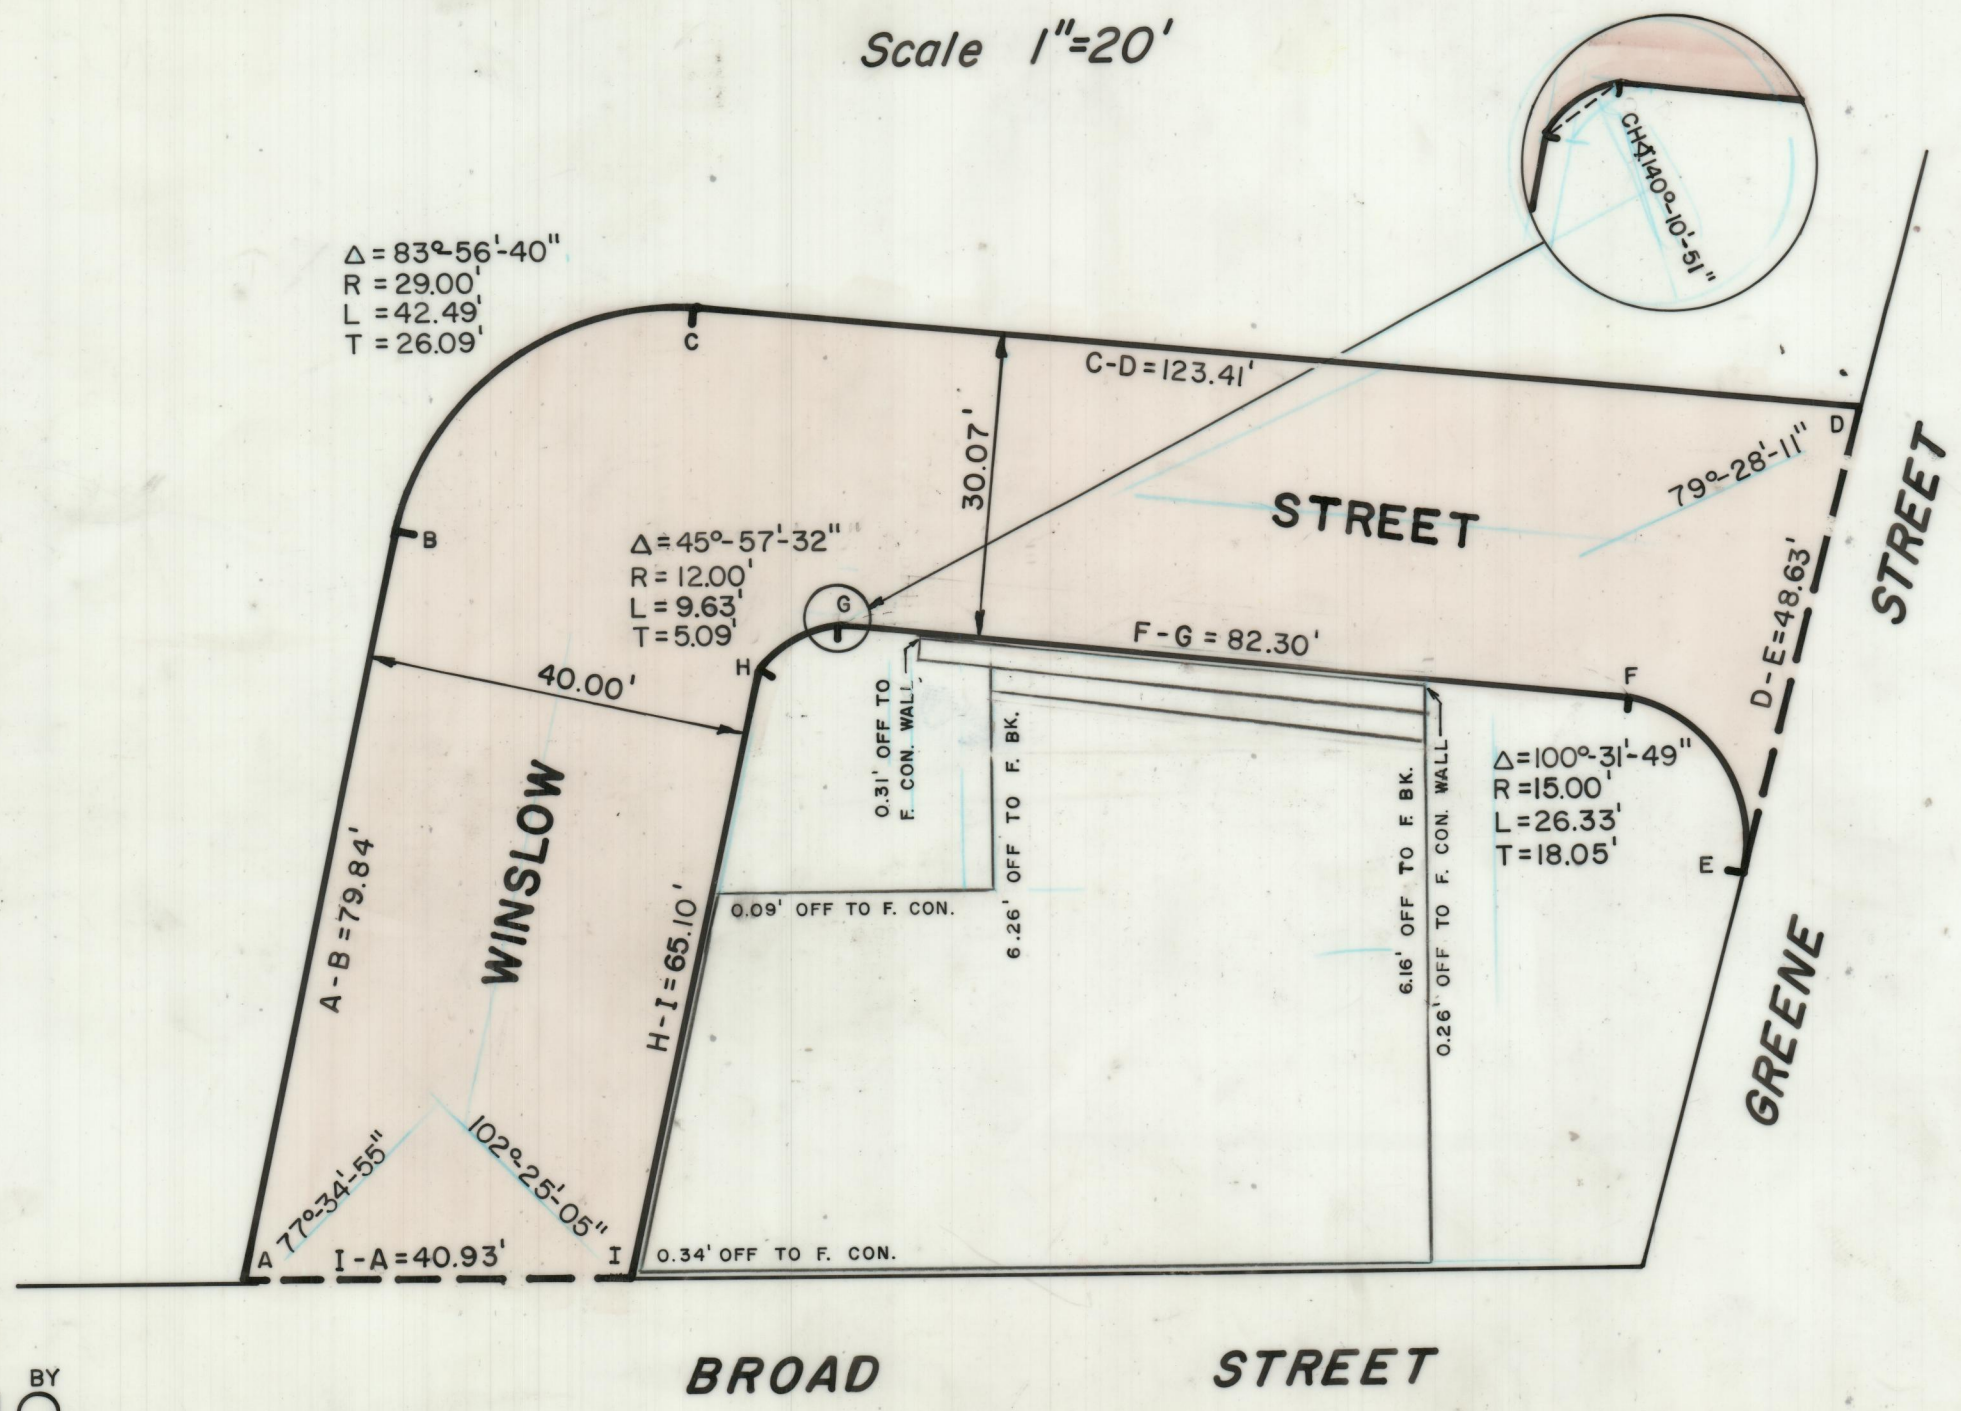 Scale 1"=20'
CH∡140°-10'-51"
Δ=83°-56'-40"
R=29.00'
L=42.49'
T=26.09'
C
C-D=123.41'
D
79°-28'-11"
30.07'
STREET
STREET
B
Δ=45°-57'-32"
R=12.00'
L=9.63'
T=5.09'
G
H
F-G=82.30'
F
D-E=48.63'
40.00'
0.31' OFF TO
F. CON. WALL
6.26' OFF TO F. BK.
6.16' OFF TO F. BK.
0.26' OFF TO F. CON. WALL
Δ=100°-31'-49"
R=15.00'
L=26.33'
T=18.05'
E
WINSLOW
A-B=79.84'
H-I=65.10'
0.09' OFF TO F. CON.
GREENE
77°-34'-55"
102°-25'-05"
A
I-A=40.93'
I
0.34' OFF TO F. CON.
BROAD STREET
BY